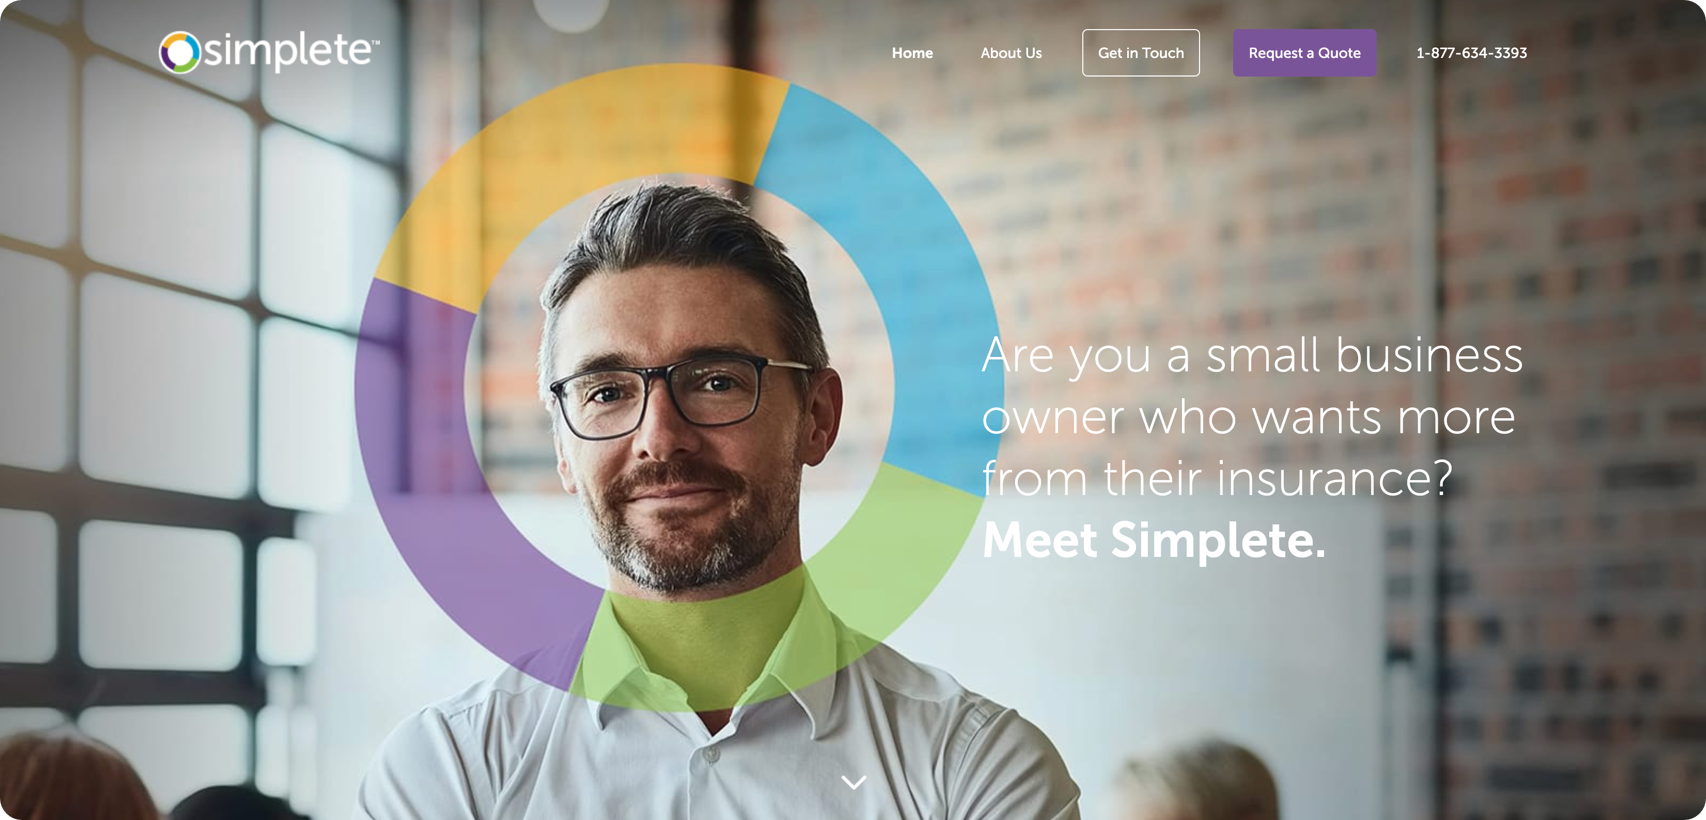 simplete™
Home
About Us
Get in Touch
Request a Quote
1-877-634-3393
Are you a small business
owner who wants more
from their insurance?
Meet Simplete.